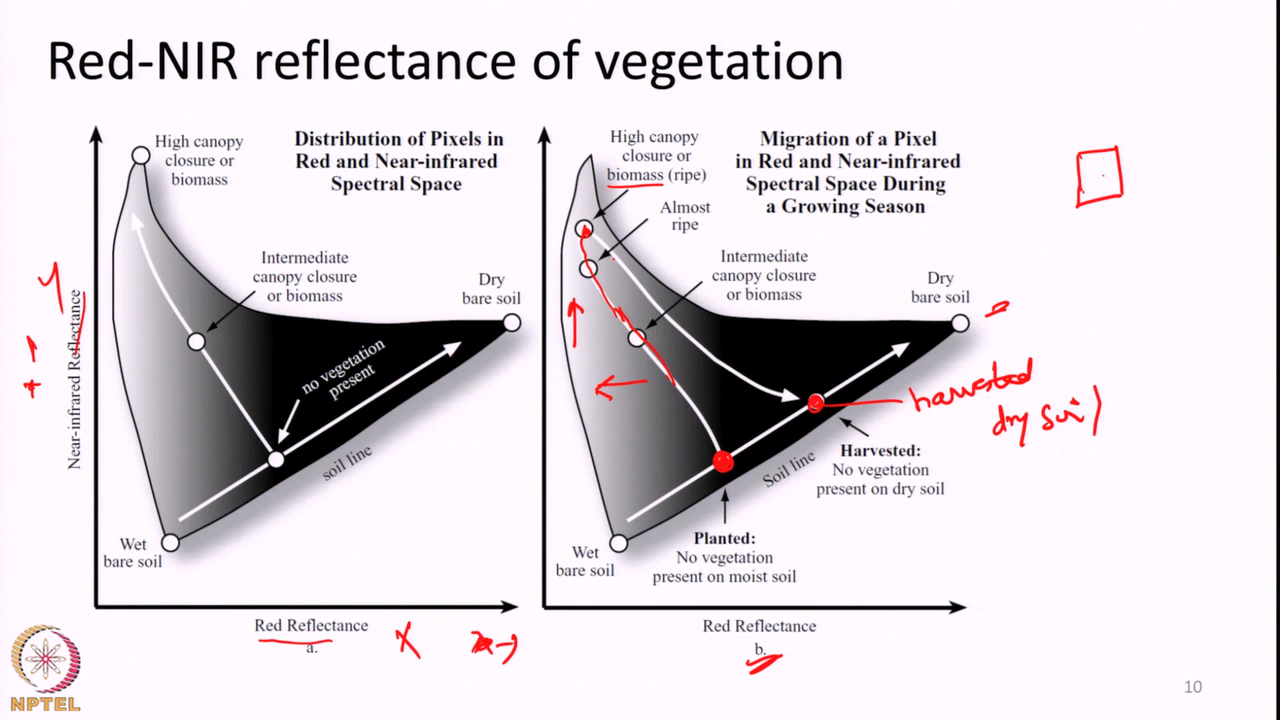 Red-NIR reflectance of vegetation
High canopy
closure or
biomass
Distribution of Pixels in
Red and Near-infrared
Spectral Space
Intermediate
canopy closure
or biomass
Dry
bare soil
no vegetation
present
soil line
Wet
bare soil
Near-infrared Reflectance
Y
Red Reflectance
X
a.
High canopy
closure or
biomass (ripe)
Migration of a Pixel
in Red and Near-infrared
Spectral Space During
a Growing Season
Almost
ripe
Intermediate
canopy closure
or biomass
Dry
bare soil
harvested
dry soil
Harvested:
No vegetation
present on dry soil
Soil line
Planted:
No vegetation
present on moist soil
Wet
bare soil
Red Reflectance
b.
NPTEL
10